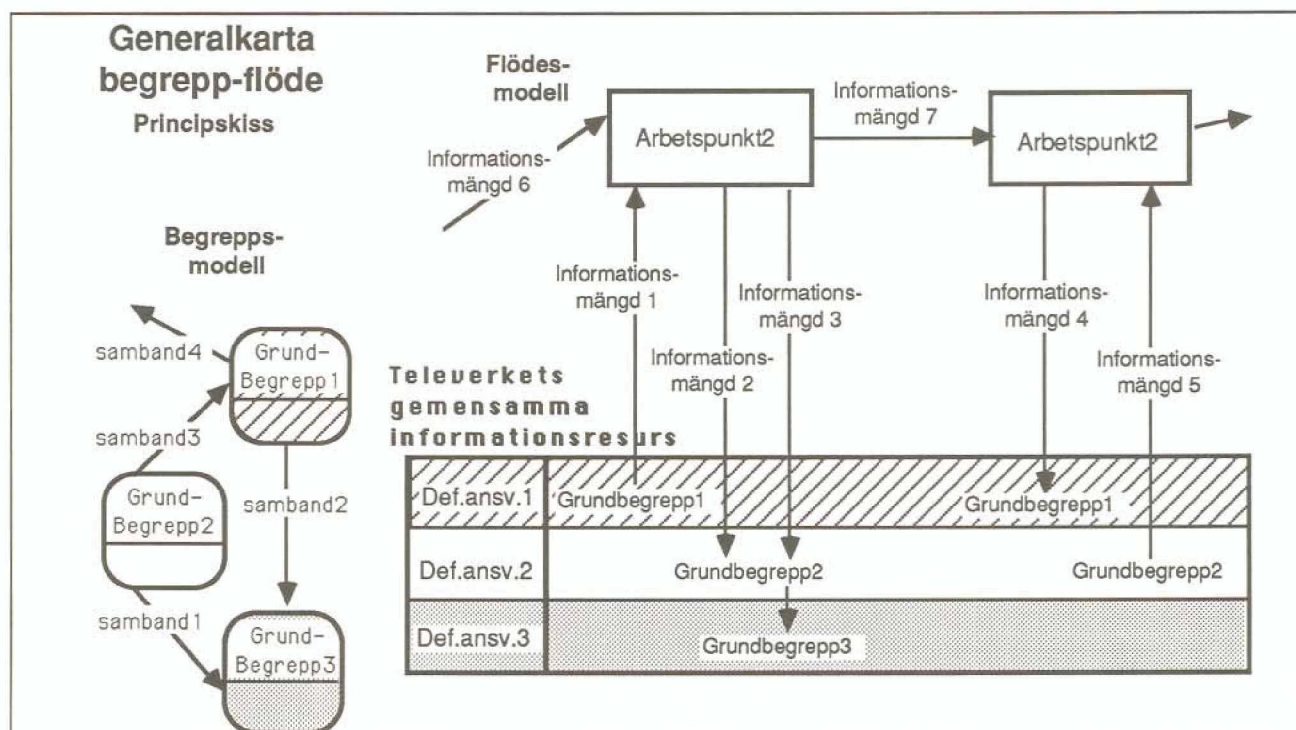 Generalkarta
begrepp-flöde
Principskiss
Flödes-
modell
Informations-
mängd 6
Arbetspunkt2
Informations-
mängd 7
Arbetspunkt2
Begrepps-
modell
samband4
Grund-
Begrepp1
samband3
Grund-
Begrepp2
samband2
samband1
Grund-
Begrepp3
Informations-
mängd 1
Informations-
mängd 2
Informations-
mängd 3
Informations-
mängd 4
Informations-
mängd 5
Televerkets
gemensamma
informationsresurs
Def.ansv.1
Grundbegrepp1
Grundbegrepp1
Def.ansv.2
Grundbegrepp2
Grundbegrepp2
Def.ansv.3
Grundbegrepp3